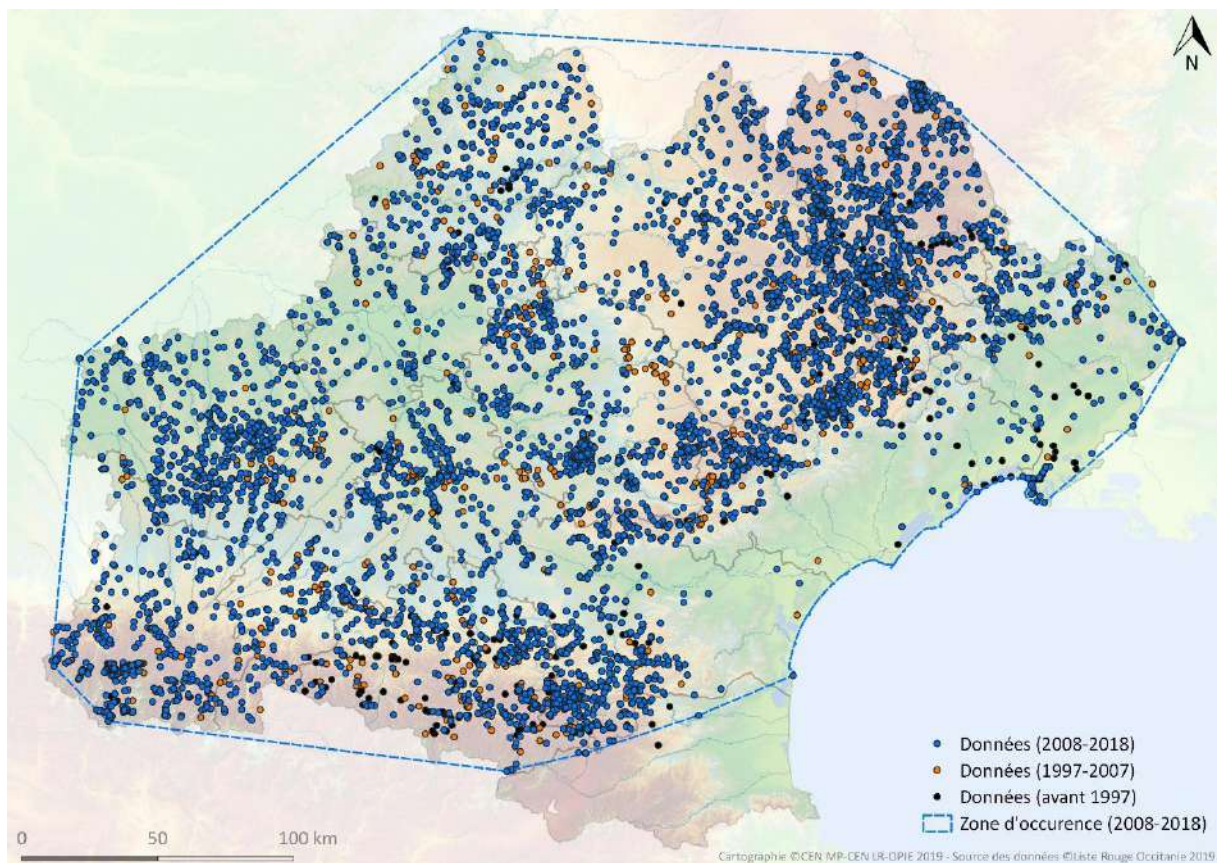 N
Données (2008-2018)
Données (1997-2007)
Données (avant 1997)
Zone d'occurence (2008-2018)
0 50 100 km
Cartographie ©CEN MP-CEN LR-OPIE 2019 - Source des données ©Liste Rouge Occitanie 2019